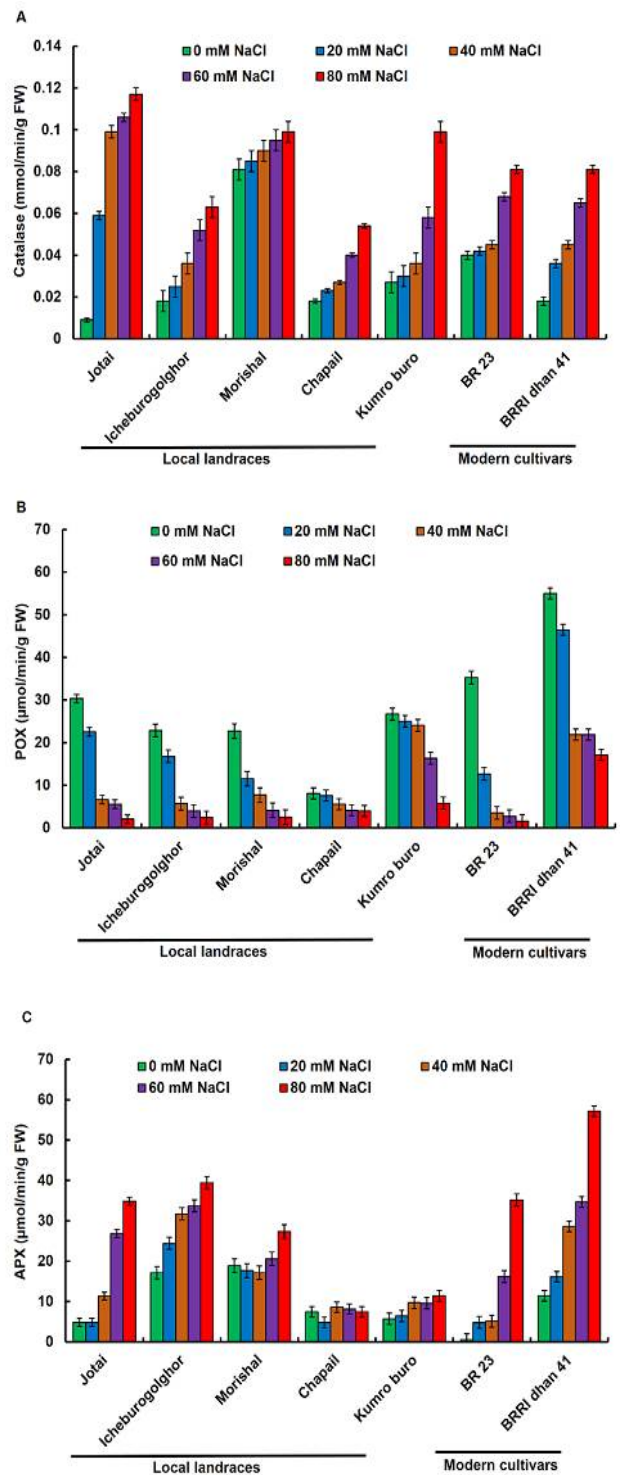 A
0 mM NaCl 20 mM NaCl 40 mM NaCl
60 mM NaCl 80 mM NaCl
Catalase (mmol/min/g FW)
0.14
0.12
0.1
0.08
0.06
0.04
0.02
0
Jotai Icheburogolghor Morishal Chapail Kumro buro BR 23 BRRI dhan 41
Local landraces Modern cultivars
B
0 mM NaCl 20 mM NaCl 40 mM NaCl
60 mM NaCl 80 mM NaCl
POX (µmol/min/g FW)
70
60
50
40
30
20
10
0
Jotai Icheburogolghor Morishal Chapail Kumro buro BR 23 BRRI dhan 41
Local landraces Modern cultivars
C
0 mM NaCl 20 mM NaCl 40 mM NaCl
60 mM NaCl 80 mM NaCl
APX (µmol/min/g FW)
70
60
50
40
30
20
10
0
Jotai Icheburogolghor Morishal Chapail Kumro buro BR 23 BRRI dhan 41
Local landraces Modern cultivars